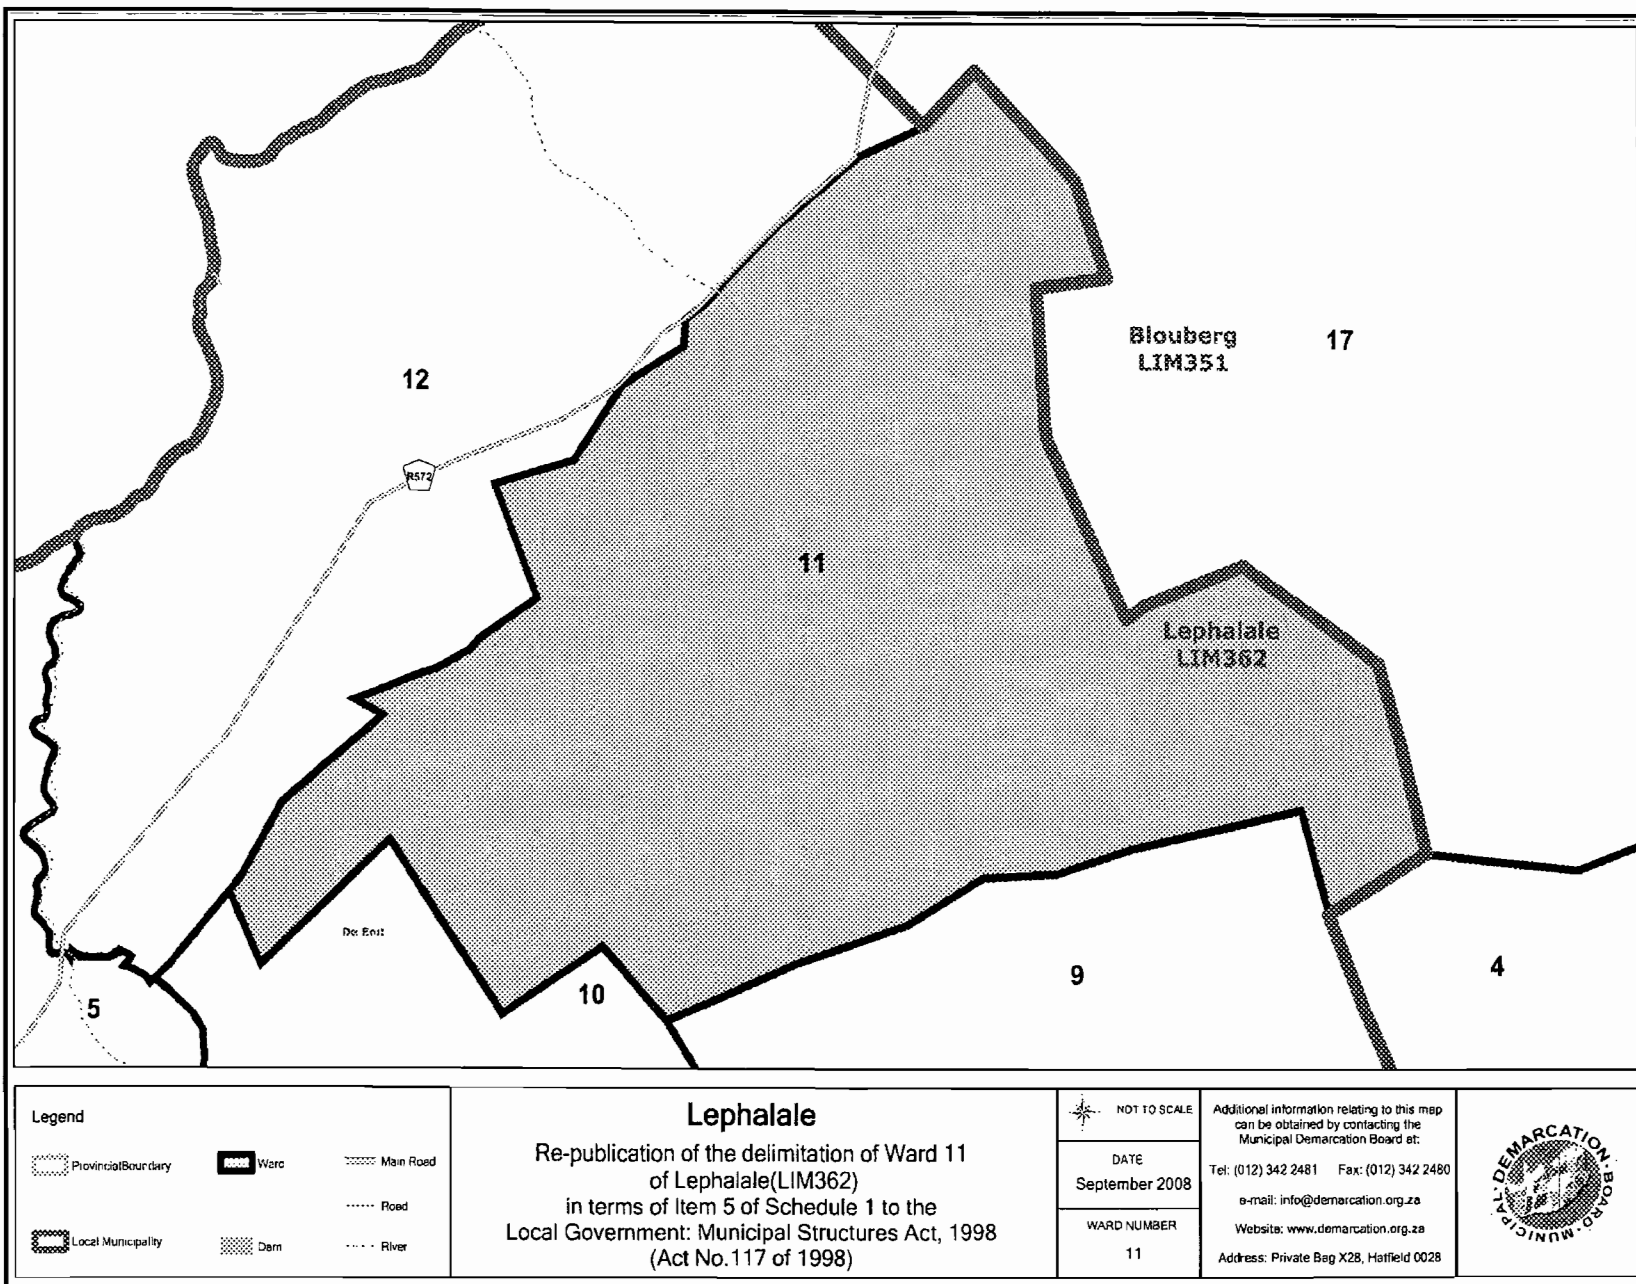 12
R572
Blouberg
LIM351
17
11
Lephalale
LIM362
10
9
4
5
Legend
Provincial Boundary
Ward
Main Road
Road
Local Municipality
Dam
River
Lephalale
Re-publication of the delimitation of Ward 11
of Lephalale(LIM362)
in terms of Item 5 of Schedule 1 to the
Local Government: Municipal Structures Act, 1998
(Act No.117 of 1998)
NOT TO SCALE
DATE
September 2008
WARD NUMBER
11
Additional information relating to this map
can be obtained by contacting the
Municipal Demarcation Board at:
Tel: (012) 342 2481 Fax: (012) 342 2480
e-mail: info@demarcation.org.za
Website: www.demarcation.org.za
Address: Private Bag X28, Hatfield 0028
MUNICIPAL DEMARCATION BOARD